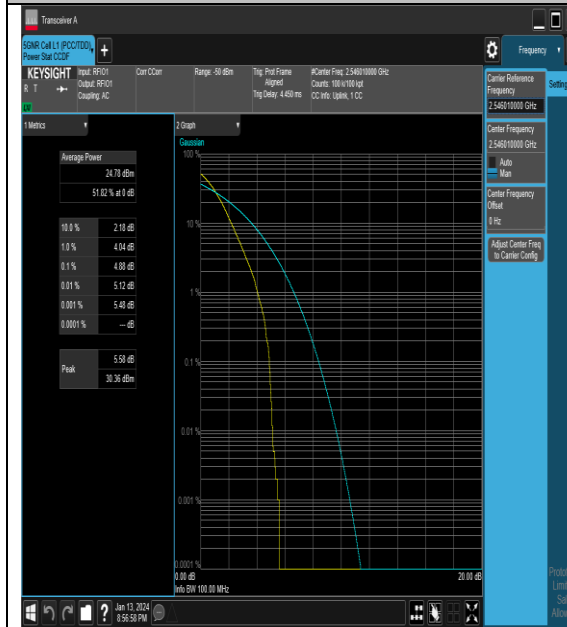 Transceiver A
5GNR Cell L1 (PCC/TDD),
Power Stat CCDF
Frequency
KEYSIGHT
R T
Input: RFIO1
Output: RFIO1
Coupling: AC
Corr CCorr
Range: -50 dBm
Trig: Prot Frame
Aligned
Trig Delay: 4.450 ms
#Center Freq: 2.546010000 GHz
Counts: 100 k/100 kpt
CC Info: Uplink, 1 CC
1 Metrics
Average Power
24.78 dBm
51.82 % at 0 dB
10.0 % 2.18 dB
1.0 % 4.04 dB
0.1 % 4.88 dB
0.01 % 5.12 dB
0.001 % 5.48 dB
0.0001 % --- dB
Peak
5.58 dB
30.36 dBm
2 Graph
Gaussian
100 %
10 %
1 %
0.1 %
0.01 %
0.001 %
0.0001 %
0.00 dB
20.00 dB
Info BW 100.00 MHz
Carrier Reference
Frequency
2.546010000 GHz
Center Frequency
2.546010000 GHz
Auto
Man
Center Frequency
Offset
0 Hz
Adjust Center Freq
to Carrier Config
Jan 13, 2024
8:56:58 PM